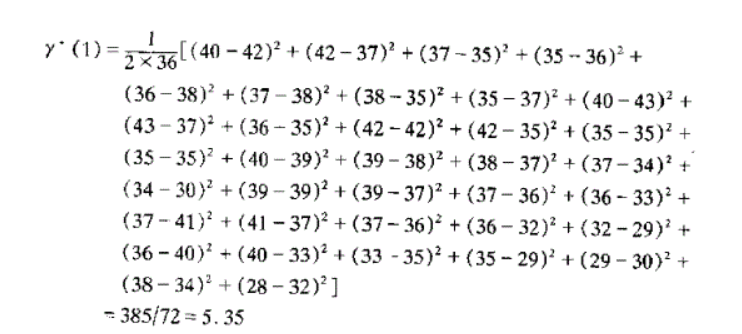 γ* (1) = 1/(2×36) [(40 − 42)² + (42 − 37)² + (37 − 35)² + (35 − 36)² +
(36 − 38)² + (37 − 38)² + (38 − 35)² + (35 − 37)² + (40 − 43)² +
(43 − 37)² + (36 − 35)² + (42 − 42)² + (42 − 35)² + (35 − 35)² +
(35 − 35)² + (40 − 39)² + (39 − 38)² + (38 − 37)² + (37 − 34)² +
(34 − 30)² + (39 − 39)² + (39 − 37)² + (37 − 36)² + (36 − 33)² +
(37 − 41)² + (41 − 37)² + (37 − 36)² + (36 − 32)² + (32 − 29)² +
(36 − 40)² + (40 − 33)² + (33 - 35)² + (35 − 29)² + (29 − 30)² +
(38 − 34)² + (28 − 32)²]
= 385/72 = 5.35